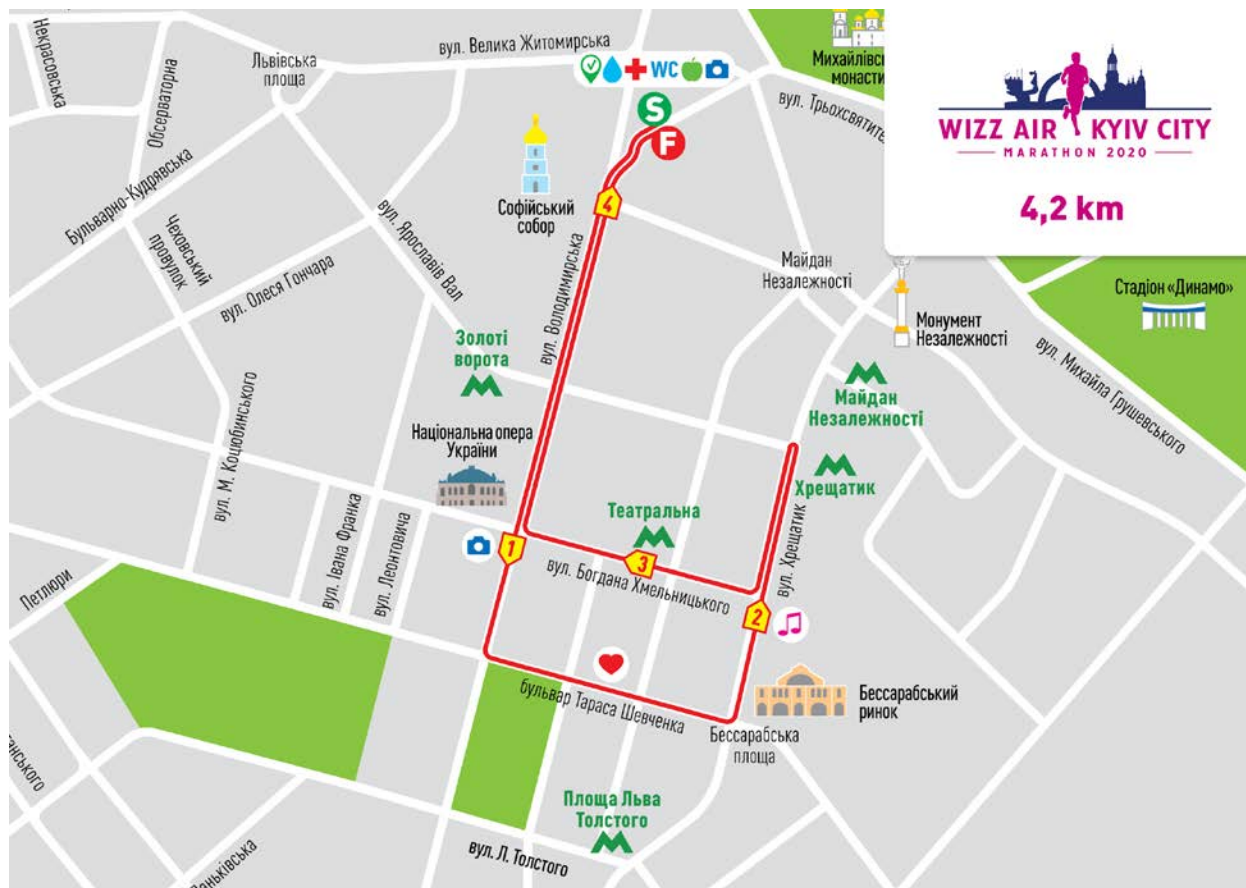 Некрасовська
Обсерваторна
Львівська
площа
вул. Велика Житомирська
WC
S
F
вул. Трьохсвятите
WIZZ AIR KYIV CITY
MARATHON 2020
4,2 km
Софійський
собор
4
Бульварно-Кудрявська
Чеховський
провулок
вул. Олеся Гончара
вул. Ярославів Вал
вул. Володимирська
Майдан
Незалежності
Монумент
Незалежності
Стадіон «Динамо»
вул. Михайла Грушевського
Золоті
ворота
Майдан
Незалежності
Хрещатик
вул. М. Коцюбинського
Національна опера
України
Театральна
вул. Хрещатик
вул. Івана Франка
вул. Леонтовича
1
3
вул. Богдана Хмельницького
2
Петлюри
бульвар Тараса Шевченка
Бессарабський
ринок
Бессарабська
площа
Площа Льва
Толстого
вул. Л. Толстого